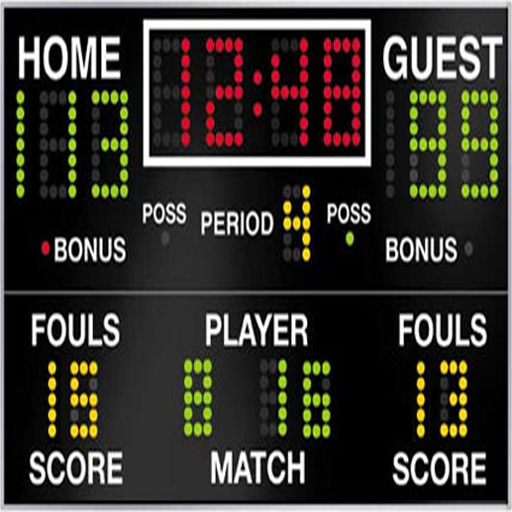 HOME 12:48 GUEST
113 99
POSS PERIOD 4 POSS
BONUS BONUS
FOULS PLAYER FOULS
15 8 16 13
SCORE MATCH SCORE